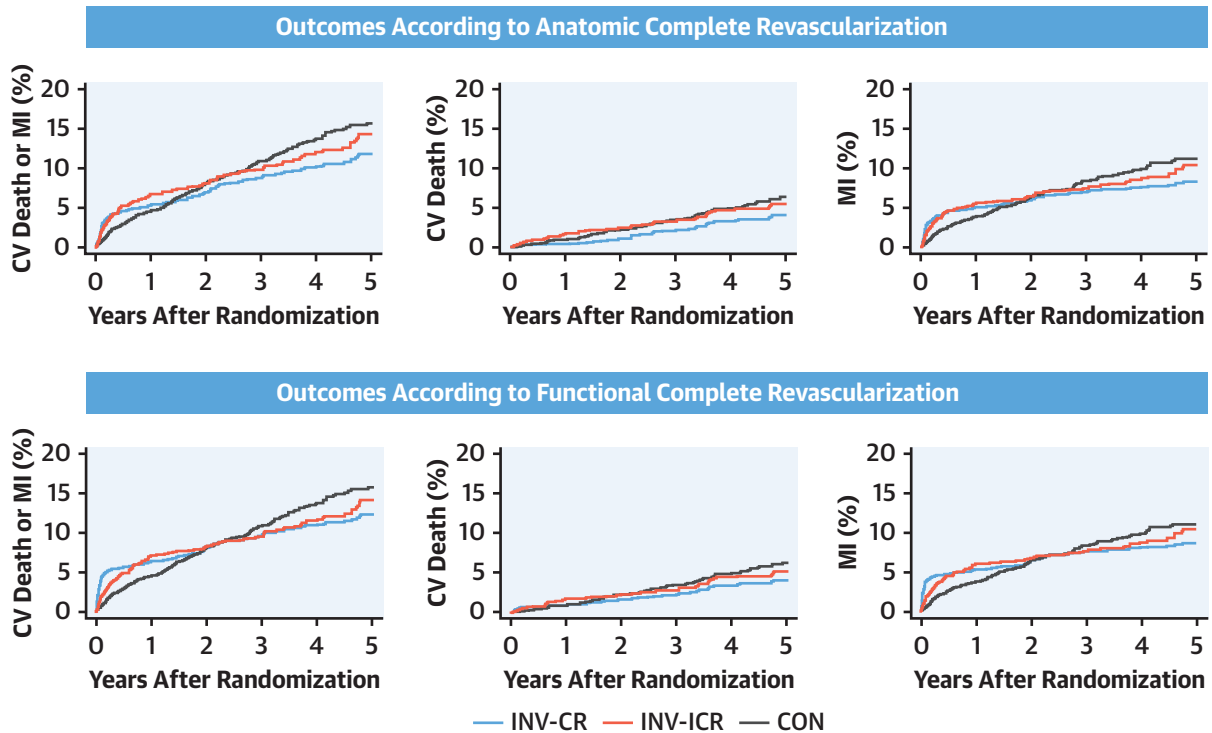 Outcomes According to Anatomic Complete Revascularization
CV Death or MI (%)
20
15
10
5
0
0 1 2 3 4 5
Years After Randomization
CV Death (%)
20
15
10
5
0
0 1 2 3 4 5
Years After Randomization
MI (%)
20
15
10
5
0
0 1 2 3 4 5
Years After Randomization
Outcomes According to Functional Complete Revascularization
CV Death or MI (%)
20
15
10
5
0
0 1 2 3 4 5
Years After Randomization
CV Death (%)
20
15
10
5
0
0 1 2 3 4 5
Years After Randomization
MI (%)
20
15
10
5
0
0 1 2 3 4 5
Years After Randomization
INV-CR INV-ICR CON